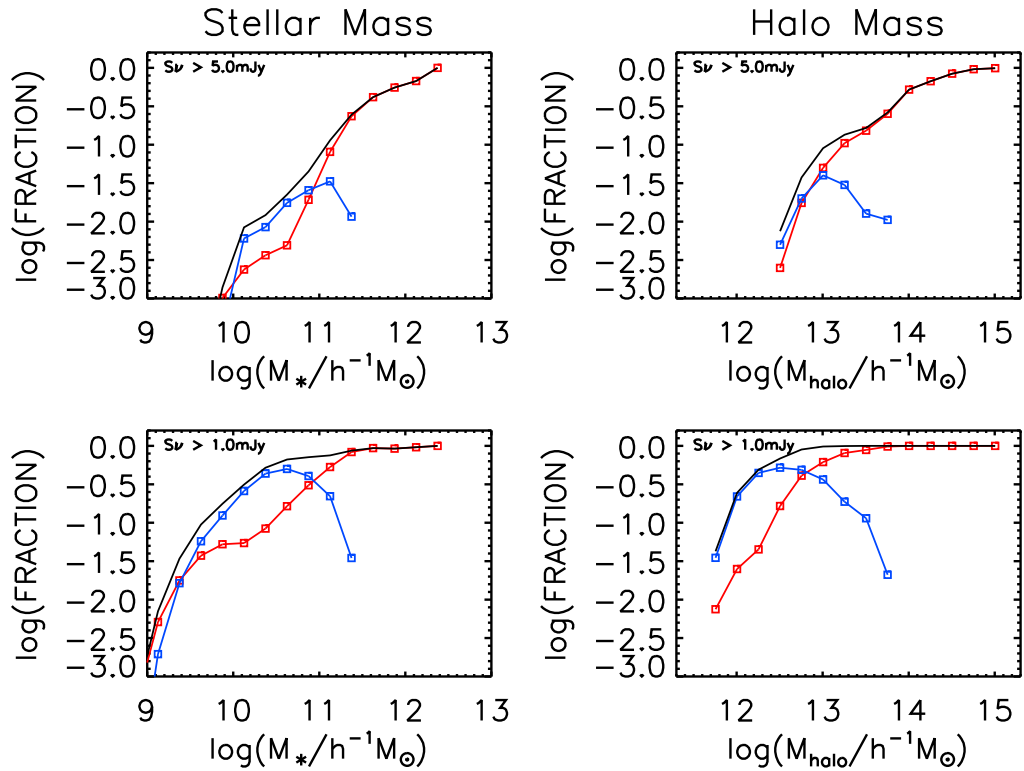 Stellar Mass
Halo Mass
Sν > 5.0mJy
0.0
−0.5
−1.0
−1.5
−2.0
−2.5
−3.0
log(FRACTION)
9 10 11 12 13
log(M*/h⁻¹M☉)
Sν > 5.0mJy
0.0
−0.5
−1.0
−1.5
−2.0
−2.5
−3.0
log(FRACTION)
12 13 14 15
log(Mhalo/h⁻¹M☉)
Sν > 1.0mJy
0.0
−0.5
−1.0
−1.5
−2.0
−2.5
−3.0
log(FRACTION)
9 10 11 12 13
log(M*/h⁻¹M☉)
Sν > 1.0mJy
0.0
−0.5
−1.0
−1.5
−2.0
−2.5
−3.0
log(FRACTION)
12 13 14 15
log(Mhalo/h⁻¹M☉)